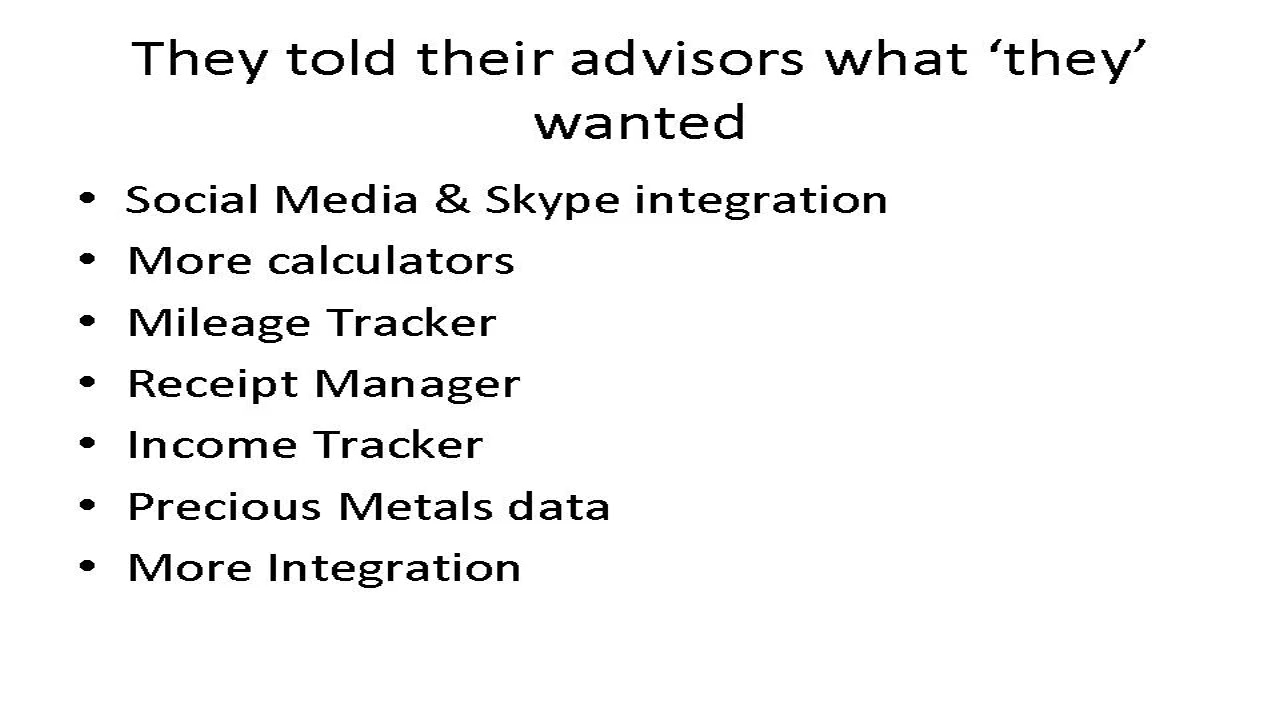 They told their advisors what ‘they’
wanted
• Social Media & Skype integration
• More calculators
• Mileage Tracker
• Receipt Manager
• Income Tracker
• Precious Metals data
• More Integration